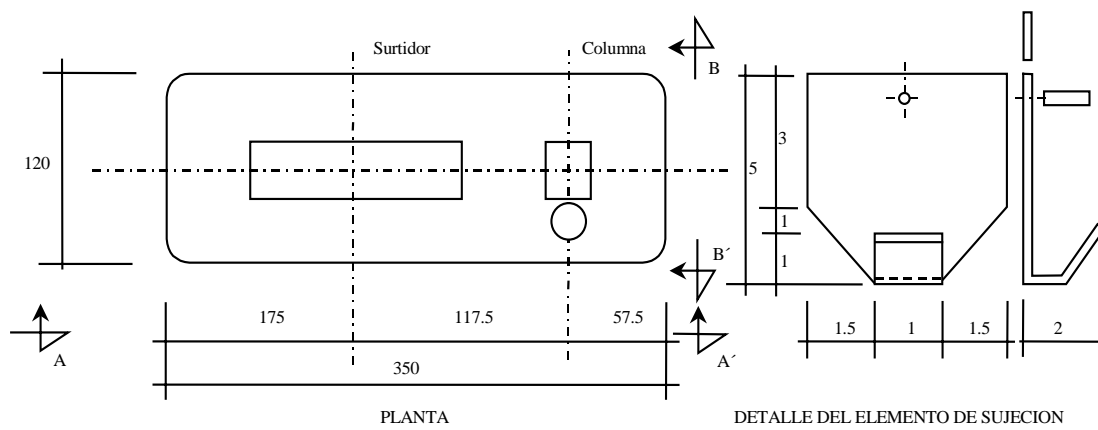 Surtidor
Columna
B
120
B´
A
175
117.5
57.5
A´
350
PLANTA
3
5
1
1
1.5
1
1.5
2
DETALLE DEL ELEMENTO DE SUJECION